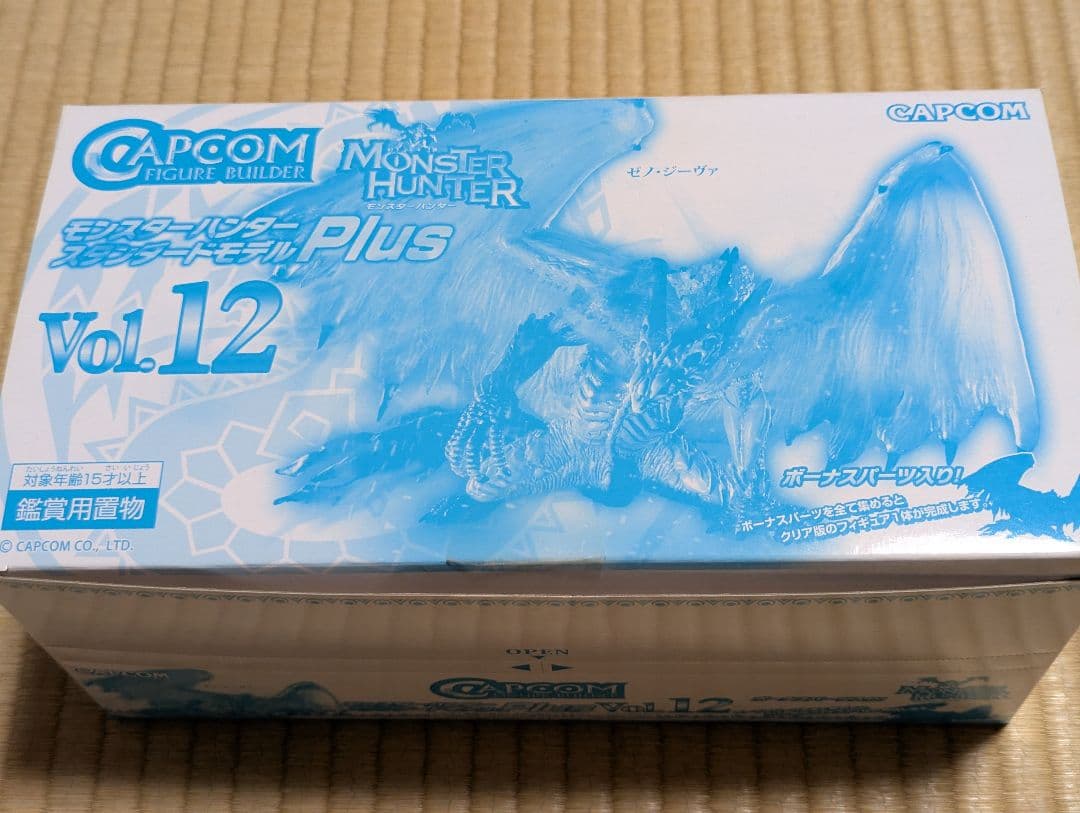 CAPCOM
CAPCOM
FIGURE BUILDER
MONSTER
HUNTER
モンスターハンター
ゼノ・ジーヴァ
モンスターハンター
スタンダードモデル Plus
Vol.12
たいしょうねんれい さい いじょう
対象年齢15才以上
鑑賞用置物
© CAPCOM CO., LTD.
ボーナスパーツ入り!
ボーナスパーツを全て集めると
クリア版のフィギュア1体が完成します。
OPEN
CAPCOM
Plus Vol.12